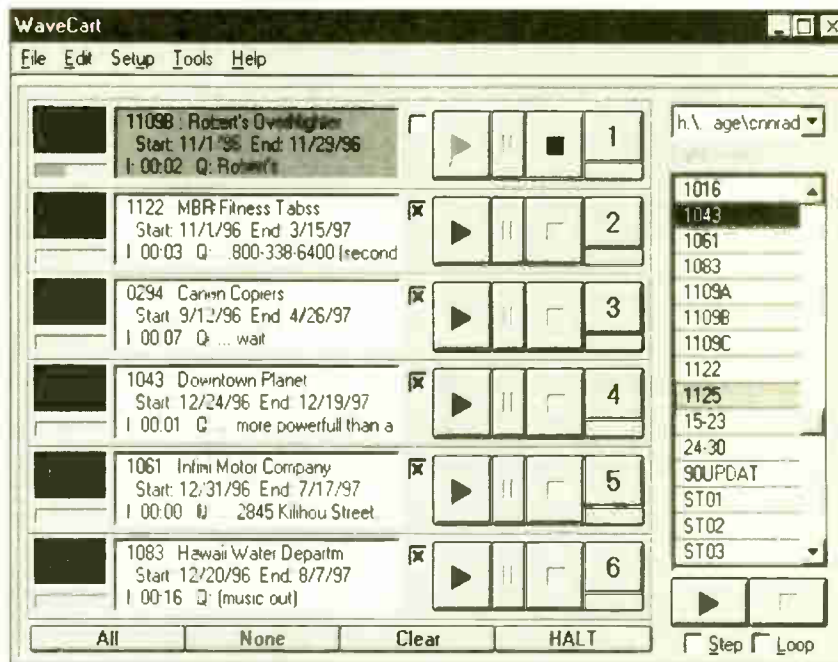 WaveCart
File Edit Setup Tools Help
1109B : Robert's Overnighter
Start: 11/1/96 End: 11/29/96
I: 00:02 Q: Robert's
1
1122 MBR Fitness Tabss
Start: 11/1/96 End: 3/15/97
I: 00:03 Q: ...800-338-6400 (second
2
0294 Canon Copiers
Start: 9/12/96 End: 4/26/97
I: 00:07 Q: ... wait
3
1043 Downtown Planet
Start: 12/24/96 End: 12/19/97
I: 00:01 Q: ... more powerfull than a
4
1061 Infini Motor Company
Start: 12/31/96 End: 7/17/97
I: 00:00 Q: ... 2845 Kilihou Street
5
1083 Hawaii Water Departm
Start: 12/20/96 End: 8/7/97
I: 00:16 Q: (music out)
6
All None Clear HALT
h:\...age\cnnrad
1016
1043
1061
1083
1109A
1109B
1109C
1122
1125
15-23
24-30
90UPDAT
ST01
ST02
ST03
Step Loop